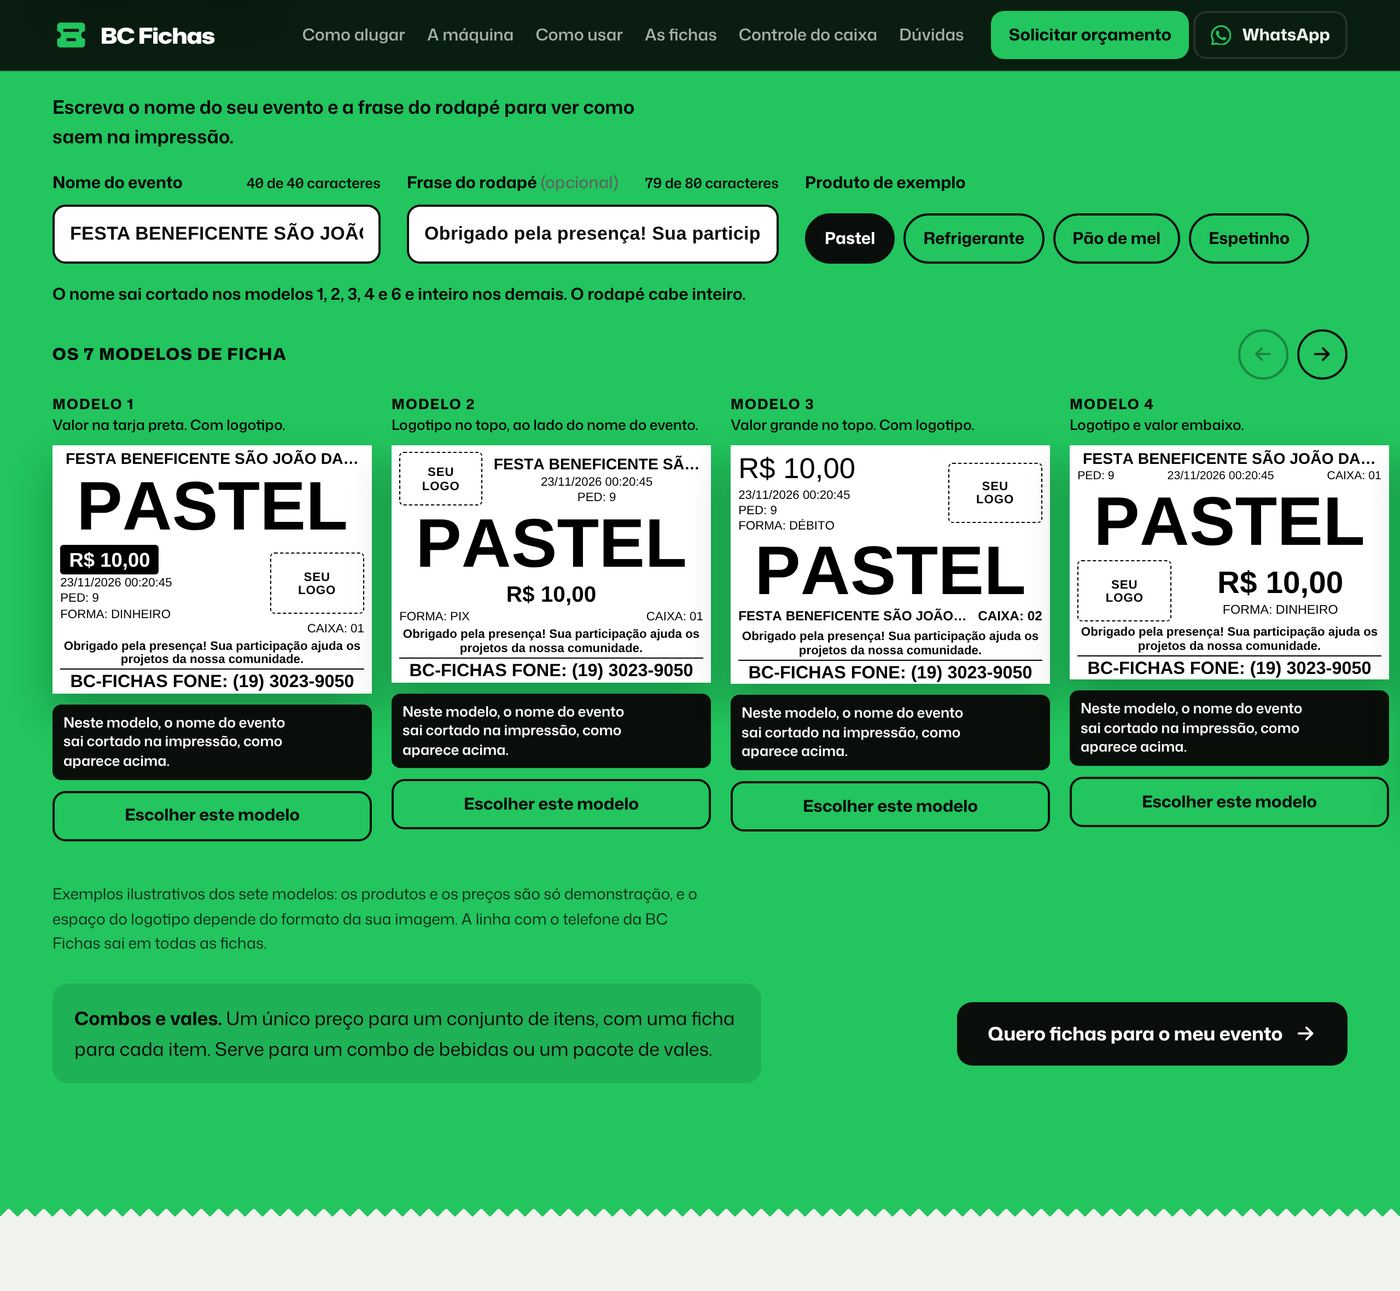 BC Fichas
Como alugar
A máquina
Como usar
As fichas
Controle do caixa
Dúvidas
Solicitar orçamento
WhatsApp
Escreva o nome do seu evento e a frase do rodapé para ver como
saem na impressão.
Nome do evento
40 de 40 caracteres
FESTA BENEFICENTE SÃO JOÃ
Frase do rodapé (opcional)
79 de 80 caracteres
Obrigado pela presença! Sua particip
Produto de exemplo
Pastel
Refrigerante
Pão de mel
Espetinho
O nome sai cortado nos modelos 1, 2, 3, 4 e 6 e inteiro nos demais. O rodapé cabe inteiro.
OS 7 MODELOS DE FICHA
MODELO 1
Valor na tarja preta. Com logotipo.
FESTA BENEFICENTE SÃO JOÃO DA...
PASTEL
R$ 10,00
23/11/2026 00:20:45
PED: 9
FORMA: DINHEIRO
SEU
LOGO
CAIXA: 01
Obrigado pela presença! Sua participação ajuda os
projetos da nossa comunidade.
BC-FICHAS FONE: (19) 3023-9050
Neste modelo, o nome do evento
sai cortado na impressão, como
aparece acima.
Escolher este modelo
MODELO 2
Logotipo no topo, ao lado do nome do evento.
SEU
LOGO
FESTA BENEFICENTE SÃ...
23/11/2026 00:20:45
PED: 9
PASTEL
R$ 10,00
FORMA: PIX
CAIXA: 01
Obrigado pela presença! Sua participação ajuda os
projetos da nossa comunidade.
BC-FICHAS FONE: (19) 3023-9050
Neste modelo, o nome do evento
sai cortado na impressão, como
aparece acima.
Escolher este modelo
MODELO 3
Valor grande no topo. Com logotipo.
R$ 10,00
23/11/2026 00:20:45
PED: 9
FORMA: DÉBITO
SEU
LOGO
PASTEL
FESTA BENEFICENTE SÃO JOÃO...
CAIXA: 02
Obrigado pela presença! Sua participação ajuda os
projetos da nossa comunidade.
BC-FICHAS FONE: (19) 3023-9050
Neste modelo, o nome do evento
sai cortado na impressão, como
aparece acima.
Escolher este modelo
MODELO 4
Logotipo e valor embaixo.
FESTA BENEFICENTE SÃO JOÃO DA...
PED: 9
23/11/2026 00:20:45
CAIXA: 01
PASTEL
SEU
LOGO
R$ 10,00
FORMA: DINHEIRO
Obrigado pela presença! Sua participação ajuda os
projetos da nossa comunidade.
BC-FICHAS FONE: (19) 3023-9050
Neste modelo, o nome do evento
sai cortado na impressão, como
aparece acima.
Escolher este modelo
Exemplos ilustrativos dos sete modelos: os produtos e os preços são só demonstração, e o
espaço do logotipo depende do formato da sua imagem. A linha com o telefone da BC
Fichas sai em todas as fichas.
Combos e vales. Um único preço para um conjunto de itens, com uma ficha
para cada item. Serve para um combo de bebidas ou um pacote de vales.
Quero fichas para o meu evento